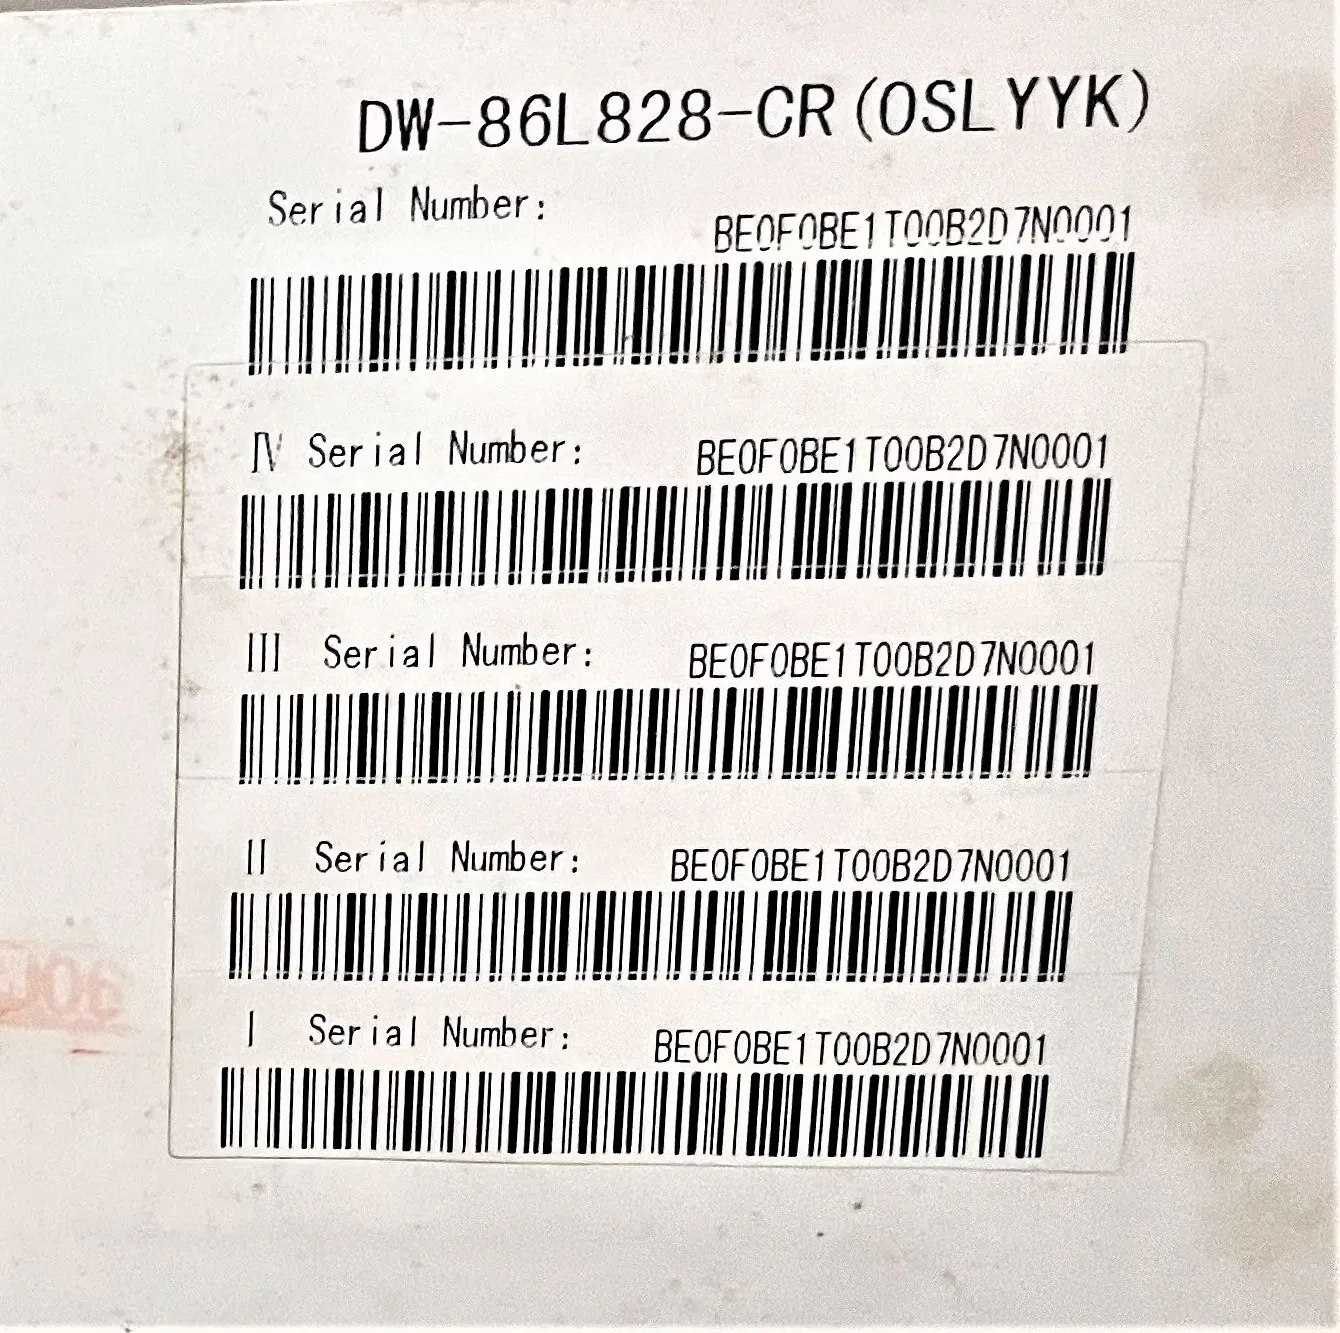 DW-86L828-CR(OSLYYK)
Serial Number:
BE0F0BE1T00B2D7N0001
IV Serial Number: BE0F0BE1T00B2D7N0001
III Serial Number: BE0F0BE1T00B2D7N0001
II Serial Number: BE0F0BE1T00B2D7N0001
I Serial Number: BE0F0BE1T00B2D7N0001